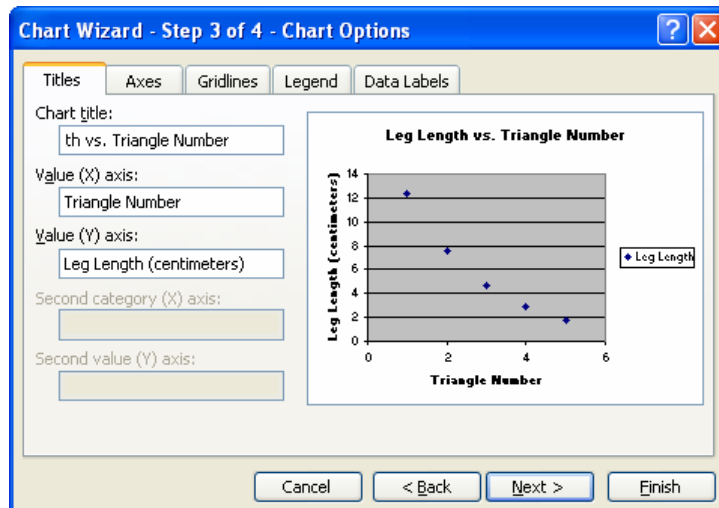 Chart Wizard - Step 3 of 4 - Chart Options
Titles
Axes
Gridlines
Legend
Data Labels
Chart title:
th vs. Triangle Number
Value (X) axis:
Triangle Number
Value (Y) axis:
Leg Length (centimeters)
Second category (X) axis:
Second value (Y) axis:
Leg Length vs. Triangle Number
Leg Length (centimeters)
14
12
10
8
6
4
2
0
0
2
4
6
Triangle Number
Leg Length
Cancel
< Back
Next >
Finish